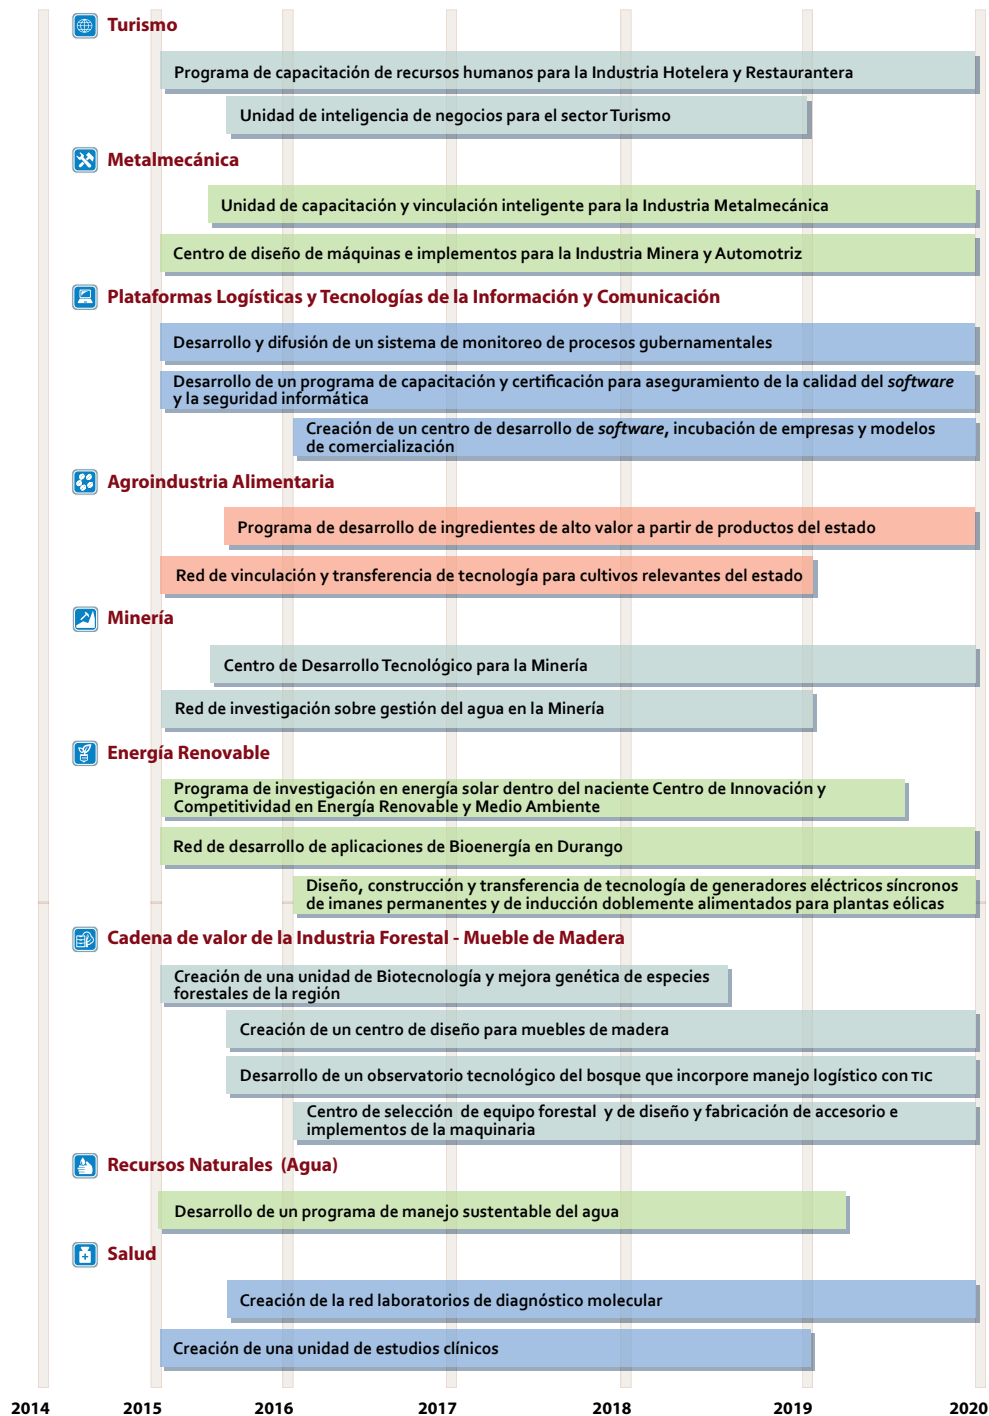 Turismo
Programa de capacitación de recursos humanos para la Industria Hotelera y Restaurantera
Unidad de inteligencia de negocios para el sector Turismo
Metalmecánica
Unidad de capacitación y vinculación inteligente para la Industria Metalmecánica
Centro de diseño de máquinas e implementos para la Industria Minera y Automotriz
Plataformas Logísticas y Tecnologías de la Información y Comunicación
Desarrollo y difusión de un sistema de monitoreo de procesos gubernamentales
Desarrollo de un programa de capacitación y certificación para aseguramiento de la calidad del software
y la seguridad informática
Creación de un centro de desarrollo de software, incubación de empresas y modelos
de comercialización
Agroindustria Alimentaria
Programa de desarrollo de ingredientes de alto valor a partir de productos del estado
Red de vinculación y transferencia de tecnología para cultivos relevantes del estado
Minería
Centro de Desarrollo Tecnológico para la Minería
Red de investigación sobre gestión del agua en la Minería
Energía Renovable
Programa de investigación en energía solar dentro del naciente Centro de Innovación y
Competitividad en Energía Renovable y Medio Ambiente
Red de desarrollo de aplicaciones de Bioenergía en Durango
Diseño, construcción y transferencia de tecnología de generadores eléctricos síncronos
de imanes permanentes y de inducción doblemente alimentados para plantas eólicas
Cadena de valor de la Industria Forestal - Mueble de Madera
Creación de una unidad de Biotecnología y mejora genética de especies
forestales de la región
Creación de un centro de diseño para muebles de madera
Desarrollo de un observatorio tecnológico del bosque que incorpore manejo logístico con TIC
Centro de selección de equipo forestal y de diseño y fabricación de accesorio e
implementos de la maquinaria
Recursos Naturales (Agua)
Desarrollo de un programa de manejo sustentable del agua
Salud
Creación de la red laboratorios de diagnóstico molecular
Creación de una unidad de estudios clínicos
2014 2015 2016 2017 2018 2019 2020